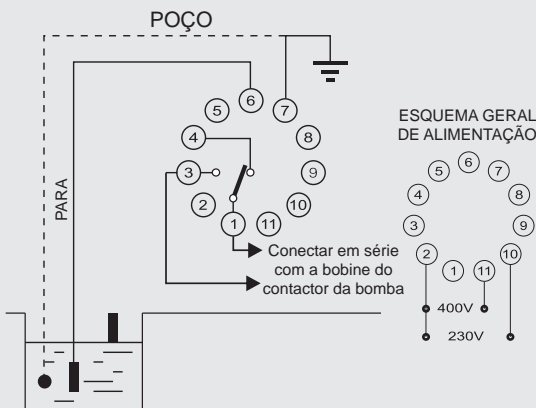 POÇO
PARA
6
5
7
4
8
3
9
2
10
1
11
Conectar em série
com a bobine do
contactor da bomba
ESQUEMA GERAL
DE ALIMENTAÇÃO
6
5
7
4
8
3
9
2
10
1
11
400V
230V